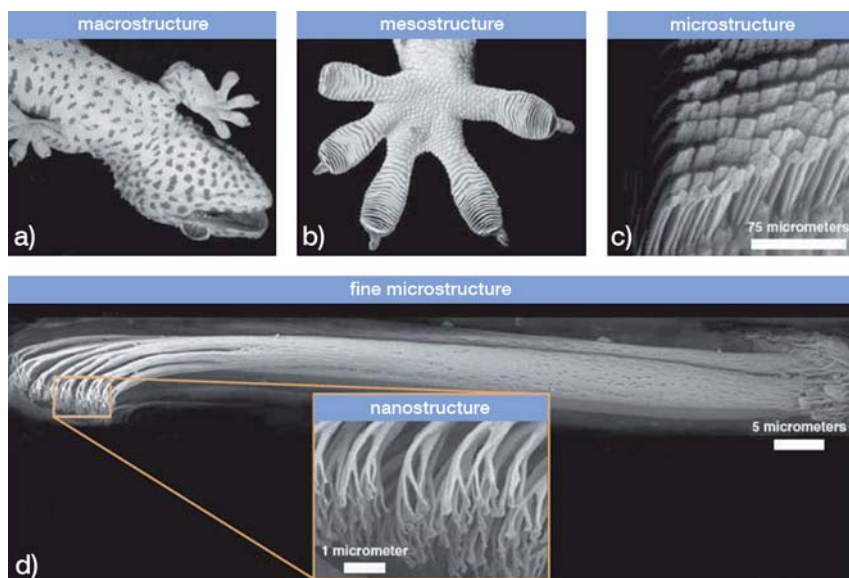 macrostructure
mesostructure
microstructure
a)
b)
c)
75 micrometers
fine microstructure
nanostructure
5 micrometers
1 micrometer
d)